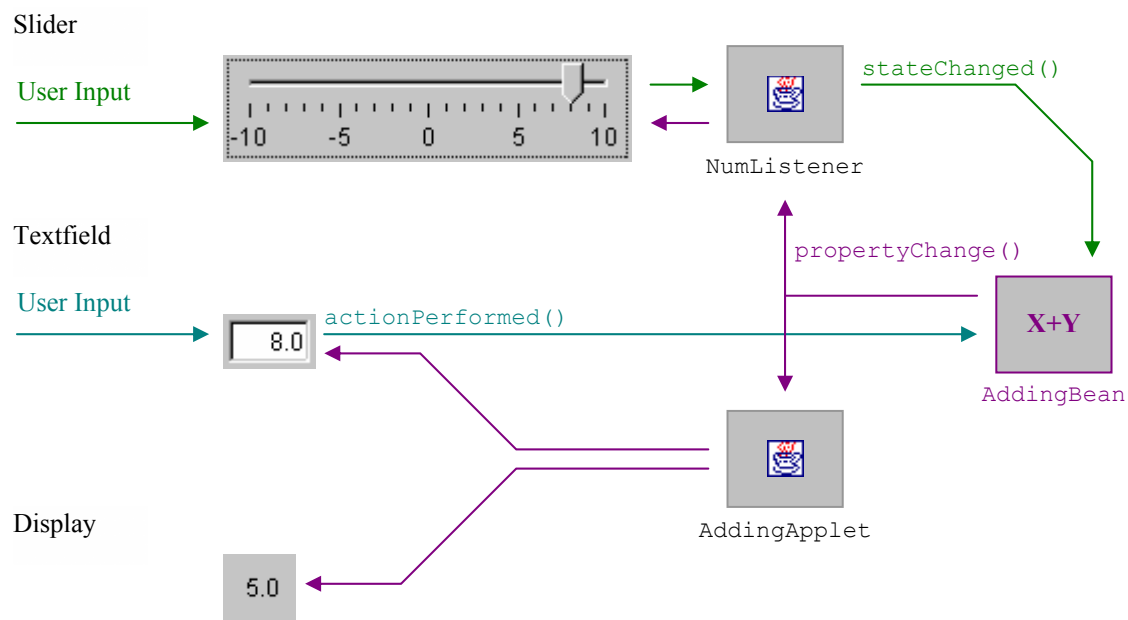 Slider
User Input
stateChanged()
-10 -5 0 5 10
NumListener
Textfield
propertyChange()
User Input
actionPerformed()
8.0
X+Y
AddingBean
AddingApplet
Display
5.0